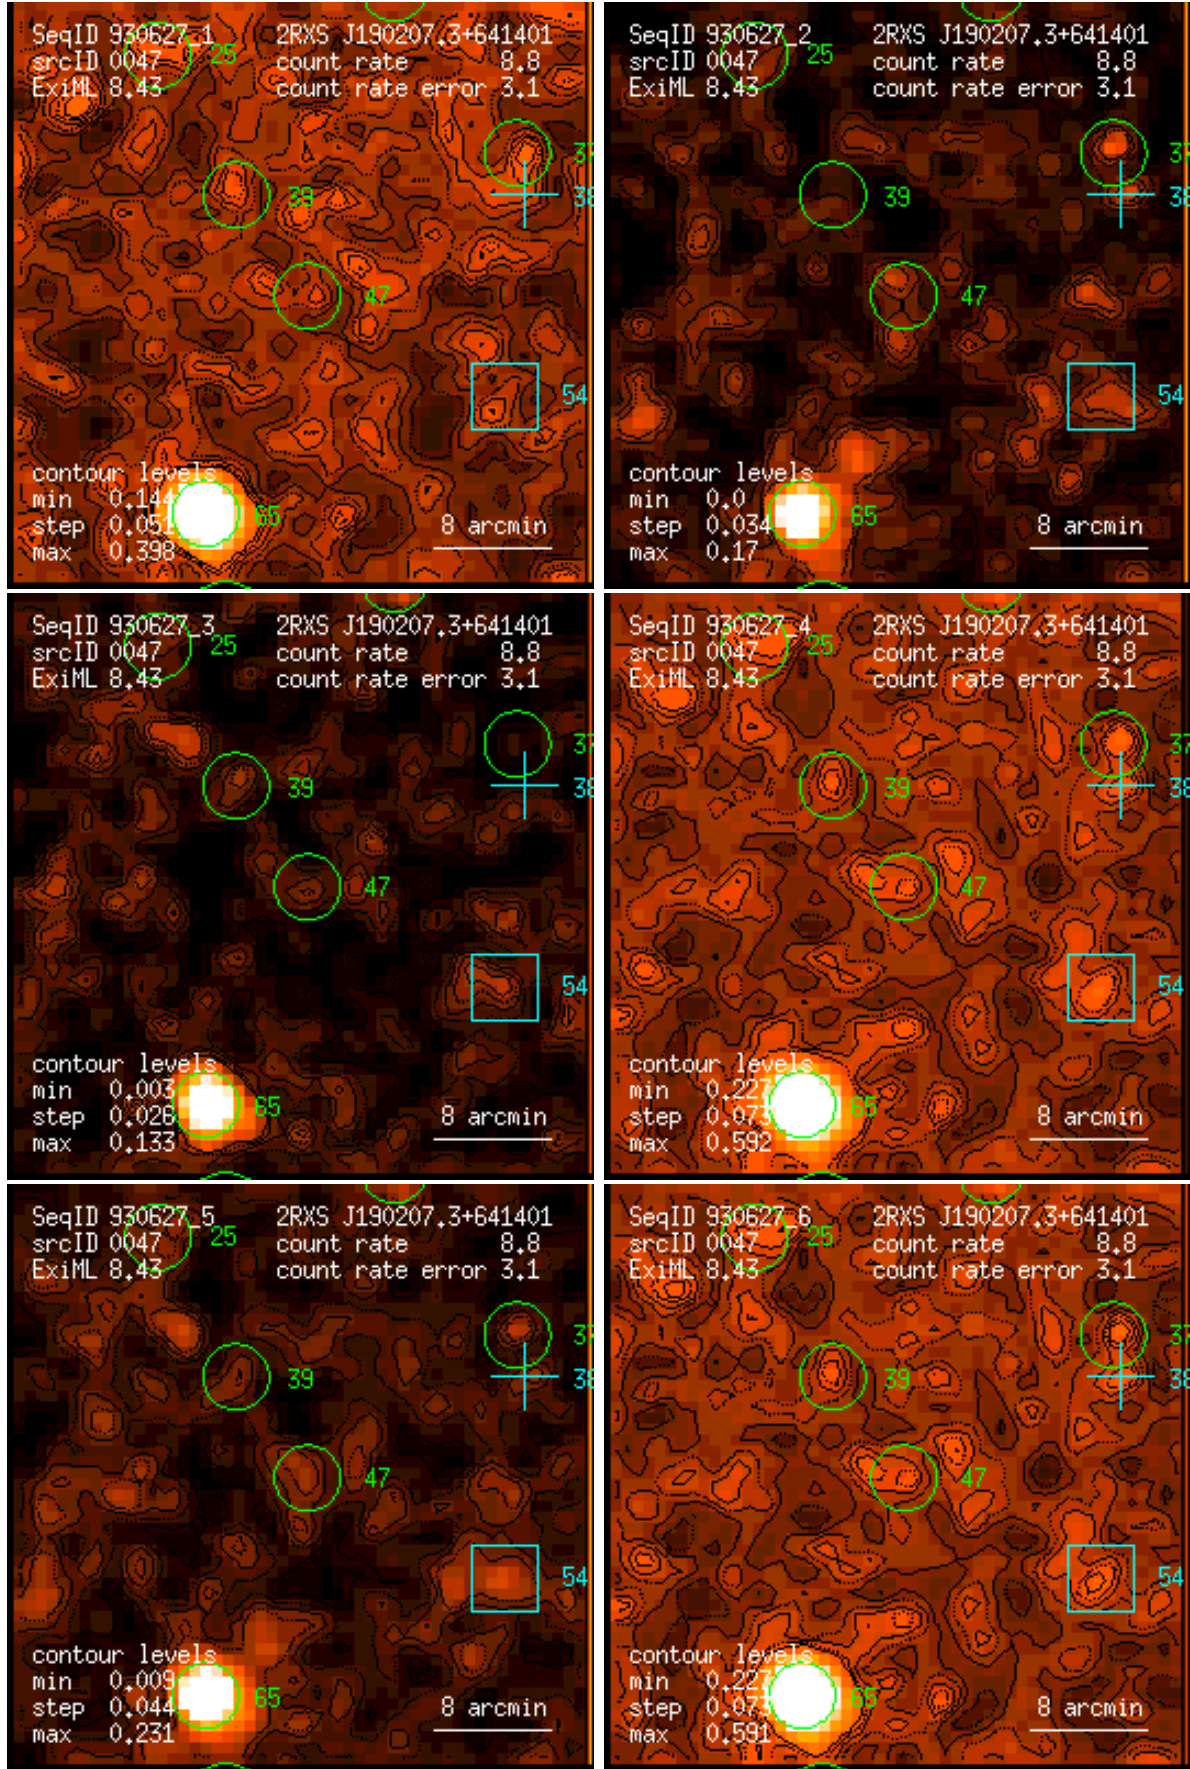 SeqID 930627_1 2RXS J190207.3+641401
srcID 0047 25 count rate 8.8
ExiML 8.43 count rate error 3.1
37
39 38
47
54
contour levels
min 0.144
step 0.051 65 8 arcmin
max 0.398
SeqID 930627_2 2RXS J190207.3+641401
srcID 0047 25 count rate 8.8
ExiML 8.43 count rate error 3.1
37
39 38
47
54
contour levels
min 0.0
step 0.034 65 8 arcmin
max 0.17
SeqID 930627_3 2RXS J190207.3+641401
srcID 0047 25 count rate 8.8
ExiML 8.43 count rate error 3.1
37
39 38
47
54
contour levels
min 0.003
step 0.026 65 8 arcmin
max 0.133
SeqID 930627_4 2RXS J190207.3+641401
srcID 0047 25 count rate 8.8
ExiML 8.43 count rate error 3.1
37
39 38
47
54
contour levels
min 0.227
step 0.073 65 8 arcmin
max 0.592
SeqID 930627_5 2RXS J190207.3+641401
srcID 0047 25 count rate 8.8
ExiML 8.43 count rate error 3.1
37
39 38
47
54
contour levels
min 0.009
step 0.044 65 8 arcmin
max 0.231
SeqID 930627_6 2RXS J190207.3+641401
srcID 0047 25 count rate 8.8
ExiML 8.43 count rate error 3.1
37
39 38
47
54
contour levels
min 0.227
step 0.073 65 8 arcmin
max 0.591